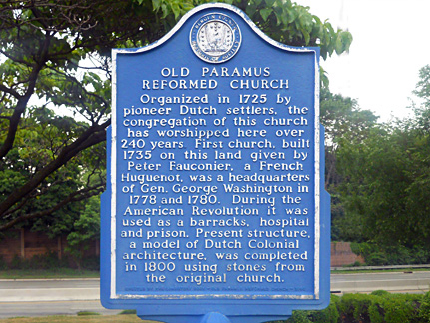 OLD PARAMUS
REFORMED CHURCH
Organized in 1725 by
pioneer Dutch settlers, the
congregation of this church
has worshipped here over
240 years. First church, built
1735 on this land given by
Peter Fauconier, a French
Huguenot, was a headquarters
of Gen. George Washington in
1778 and 1780. During the
American Revolution it was
used as a barracks, hospital
and prison. Present structure,
a model of Dutch Colonial
architecture, was completed
in 1800 using stones from
the original church.